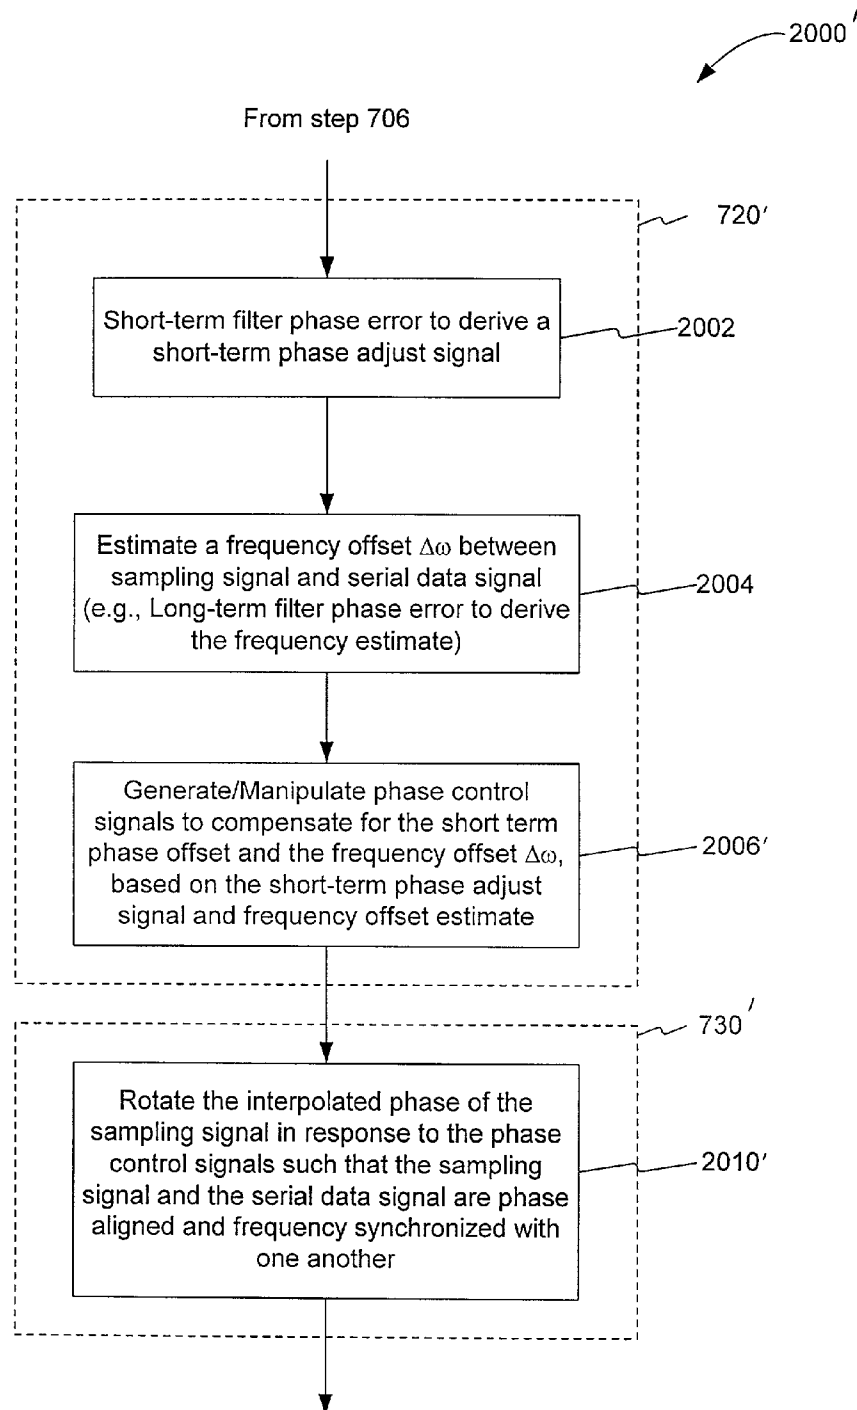 2000'
From step 706
720'
Short-term filter phase error to derive a
short-term phase adjust signal
2002
Estimate a frequency offset Δω between
sampling signal and serial data signal
(e.g., Long-term filter phase error to derive
the frequency estimate)
2004
Generate/Manipulate phase control
signals to compensate for the short term
phase offset and the frequency offset Δω,
based on the short-term phase adjust
signal and frequency offset estimate
2006'
730'
Rotate the interpolated phase of the
sampling signal in response to the phase
control signals such that the sampling
signal and the serial data signal are phase
aligned and frequency synchronized with
one another
2010'